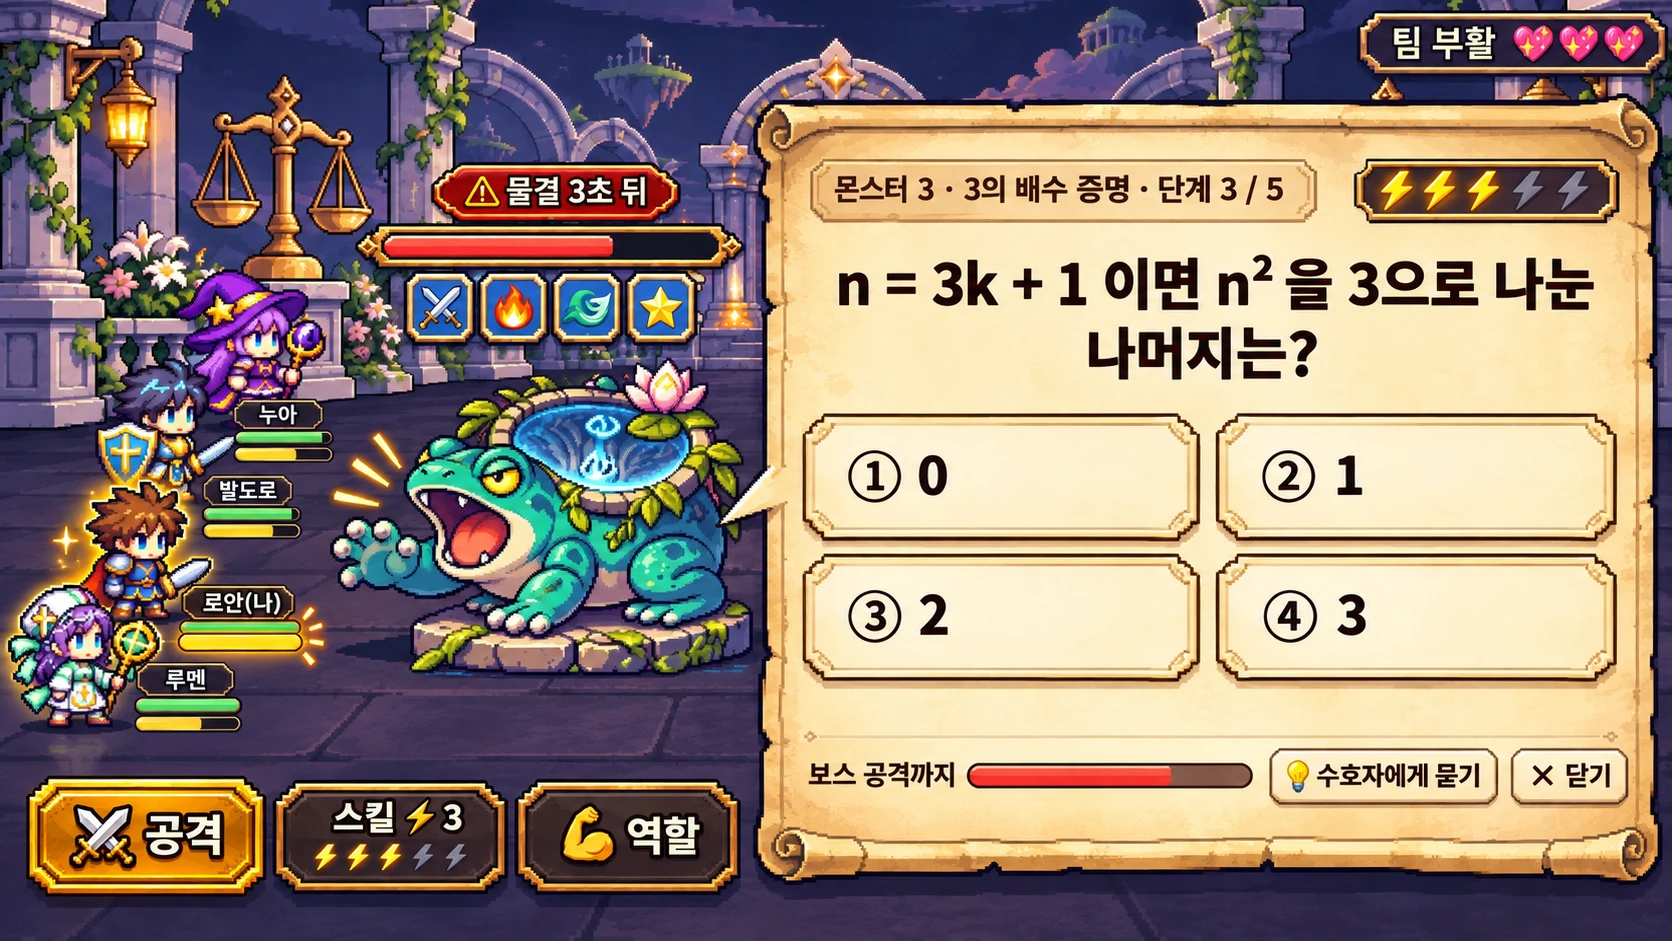 팀 부활
물결 3초 뒤
몬스터 3 · 3의 배수 증명 · 단계 3 / 5
n = 3k + 1 이면 n² 을 3으로 나눈
나머지는?
① 0
② 1
③ 2
④ 3
보스 공격까지
수호자에게 묻기
✕ 닫기
누아
발도로
로안(나)
루멘
공격
스킬 ⚡ 3
역할